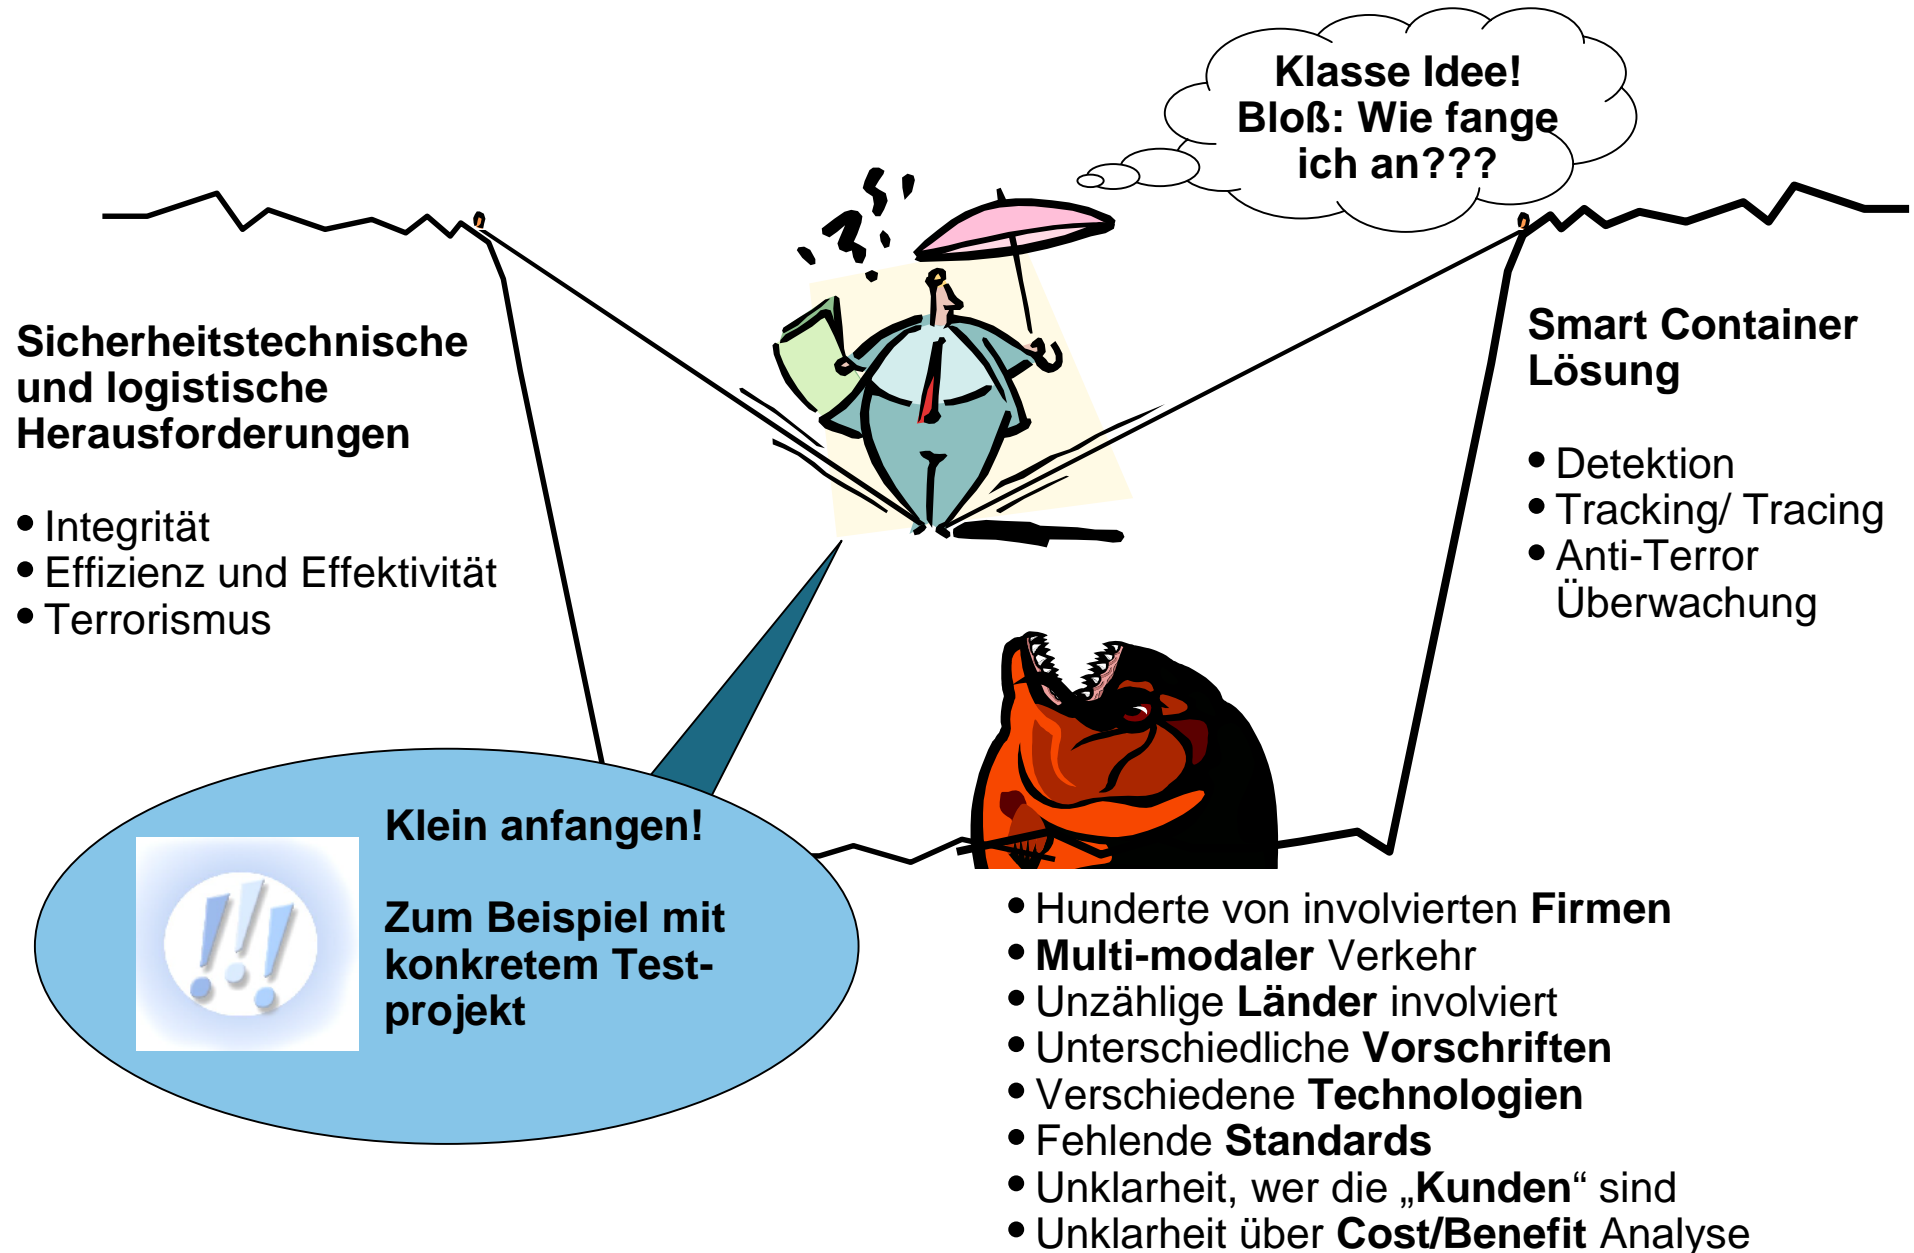 Klasse Idee!
Bloß: Wie fange
ich an???
Sicherheitstechnische
und logistische
Herausforderungen
• Integrität
• Effizienz und Effektivität
• Terrorismus
Smart Container
Lösung
• Detektion
• Tracking/ Tracing
• Anti-Terror
Überwachung
Klein anfangen!
Zum Beispiel mit
konkretem Test-
projekt
!!!
• Hunderte von involvierten Firmen
• Multi-modaler Verkehr
• Unzählige Länder involviert
• Unterschiedliche Vorschriften
• Verschiedene Technologien
• Fehlende Standards
• Unklarheit, wer die „Kunden“ sind
• Unklarheit über Cost/Benefit Analyse